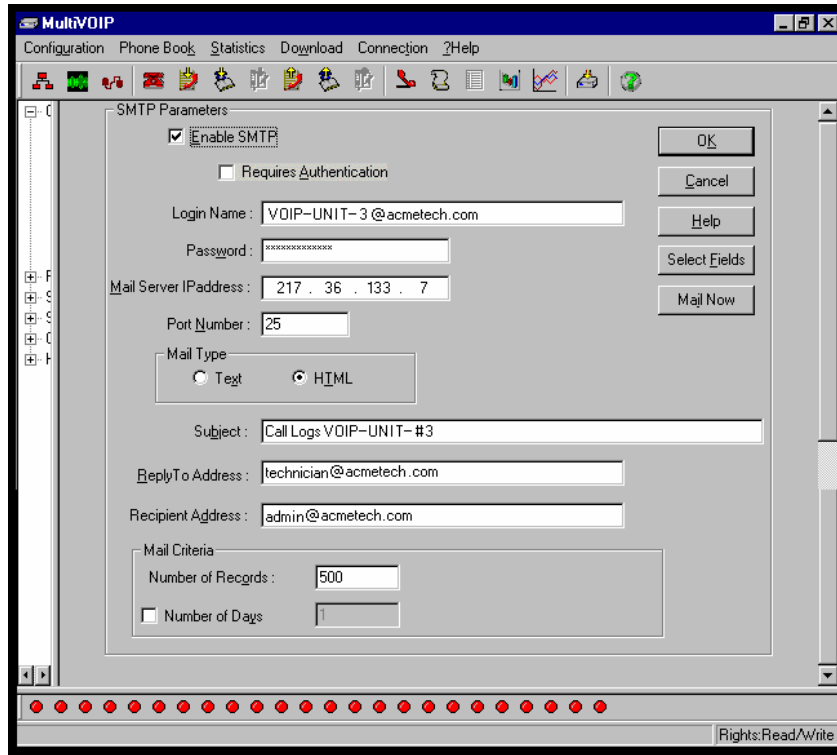 MultiVOIP
Configuration Phone Book Statistics Download Connection ?Help
SMTP Parameters
Enable SMTP
OK
Requires Authentication
Cancel
Login Name : VOIP-UNIT-3@acmetech.com
Help
Password : xxxxxxxxxxxxx
Select Fields
Mail Server IPaddress : 217 . 36 . 133 . 7
Mail Now
Port Number : 25
Mail Type
Text HTML
Subject : Call Logs VOIP-UNIT-#3
ReplyTo Address : technician@acmetech.com
Recipient Address : admin@acmetech.com
Mail Criteria
Number of Records : 500
Number of Days 1
Rights:Read/Write